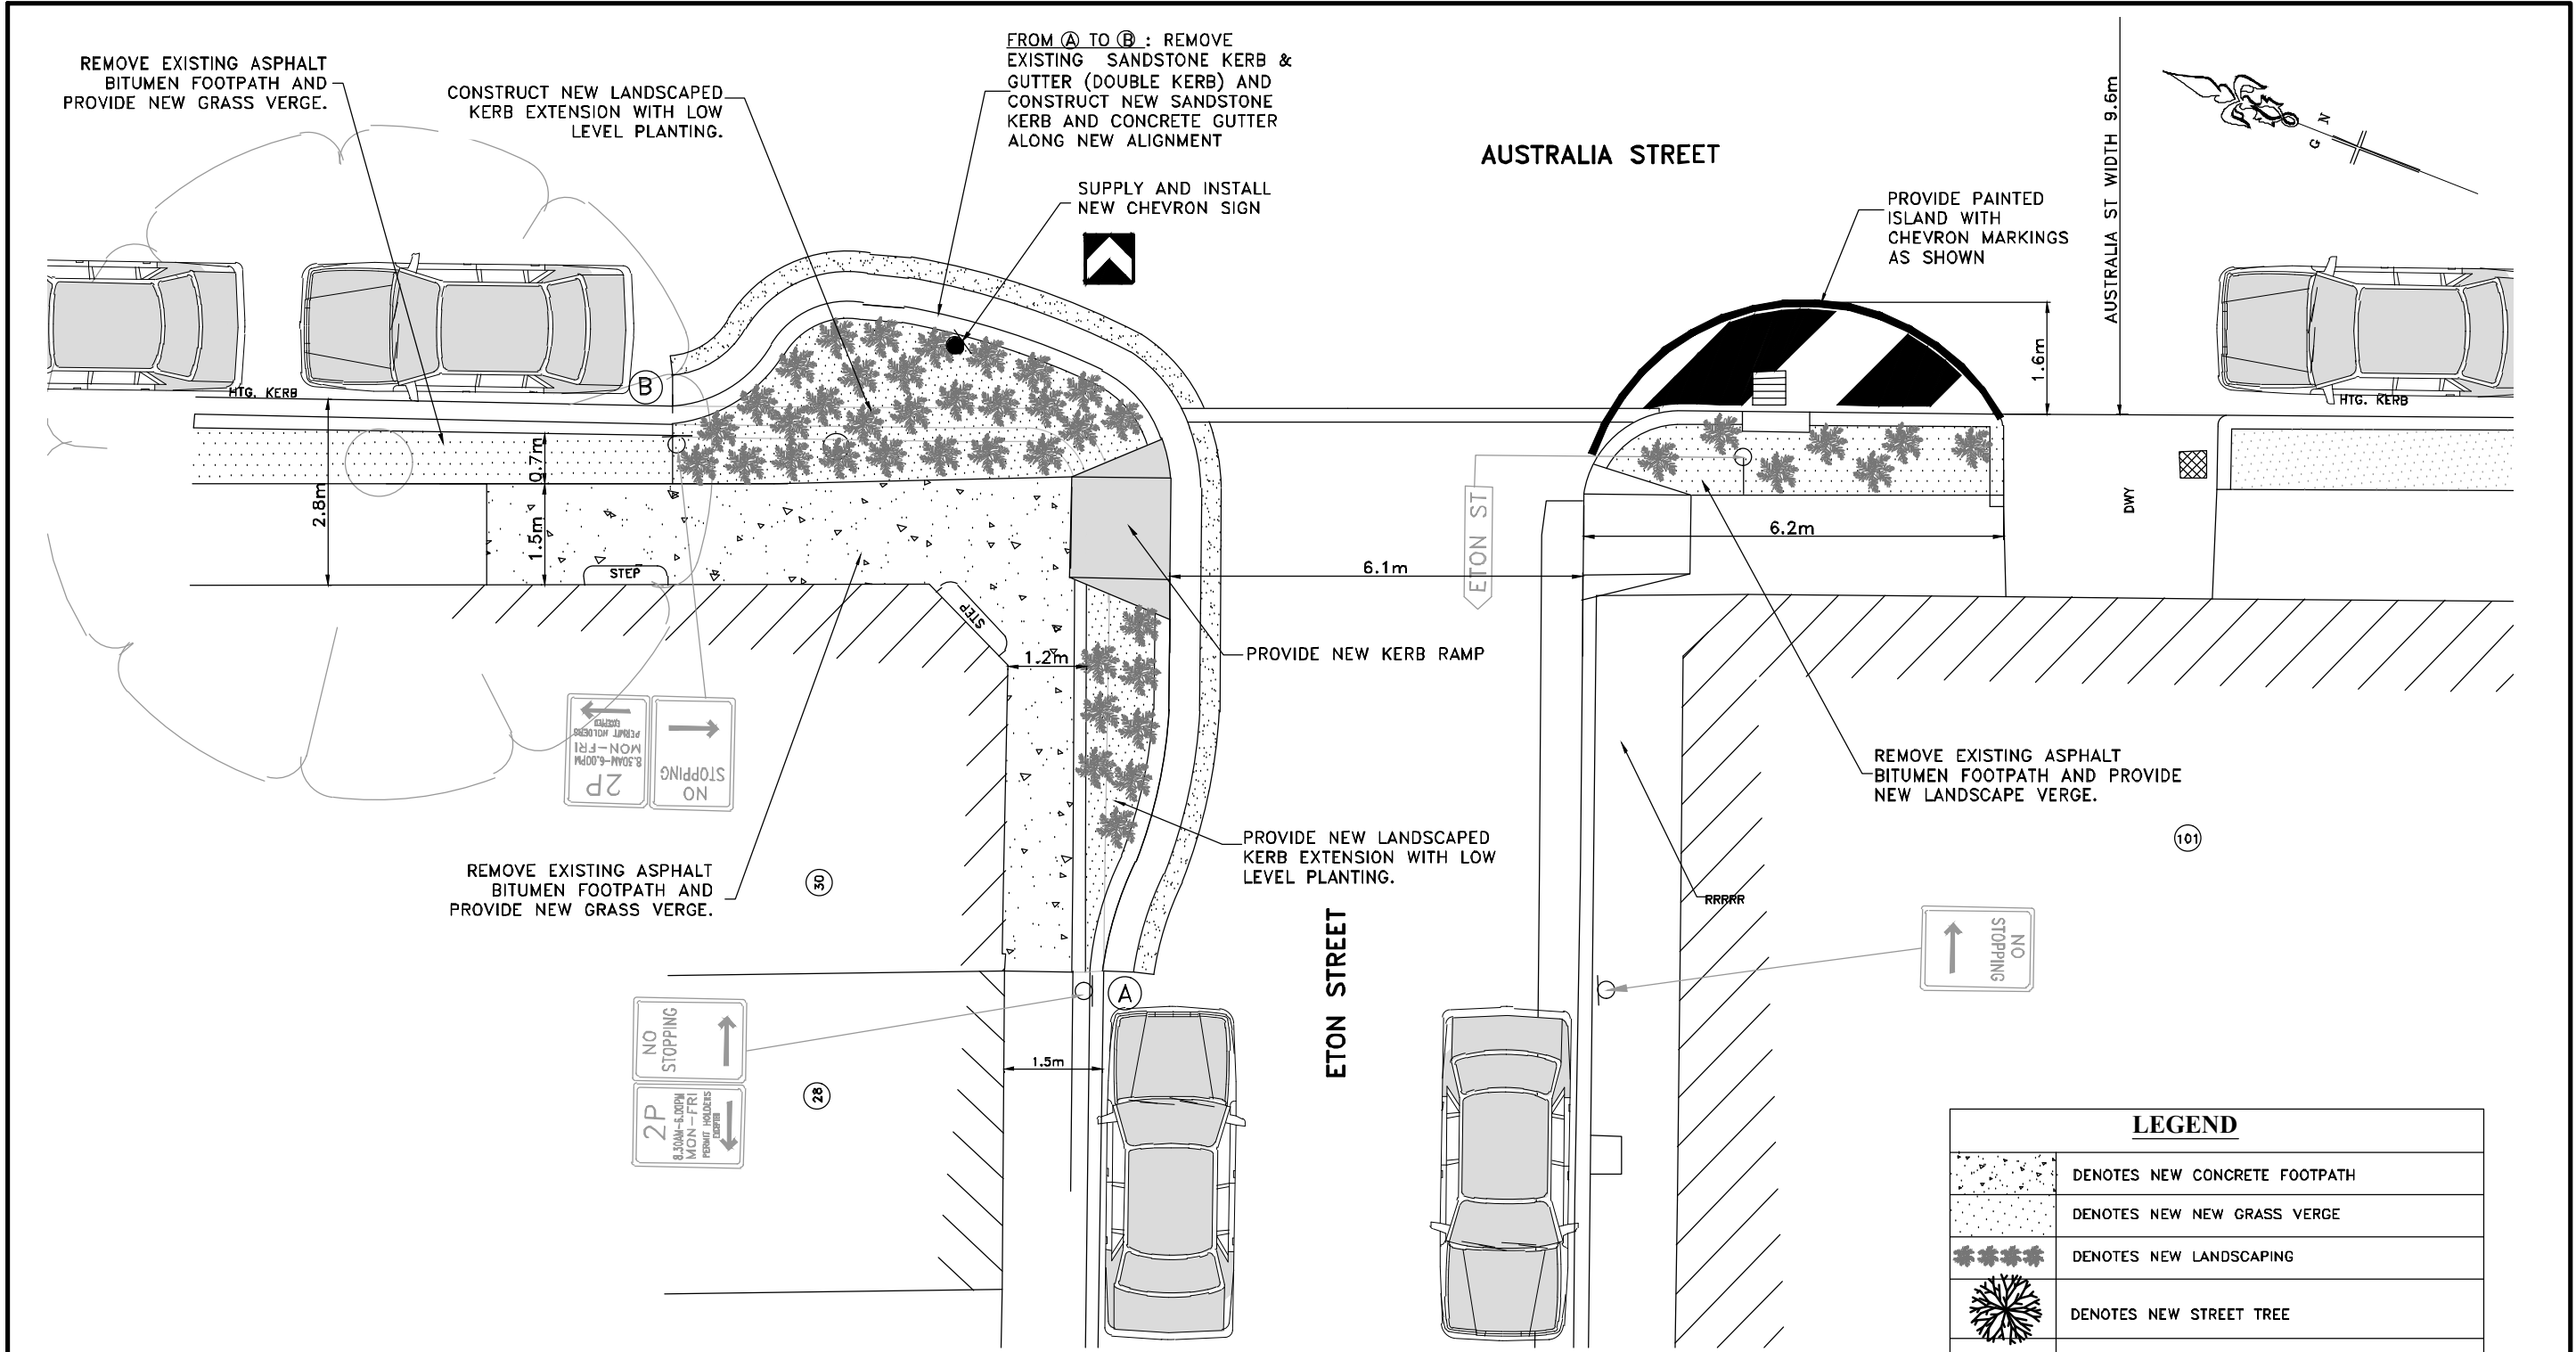 REMOVE EXISTING ASPHALT
BITUMEN FOOTPATH AND
PROVIDE NEW GRASS VERGE.
CONSTRUCT NEW LANDSCAPED
KERB EXTENSION WITH LOW
LEVEL PLANTING.
FROM A TO B : REMOVE
EXISTING SANDSTONE KERB &
GUTTER (DOUBLE KERB) AND
CONSTRUCT NEW SANDSTONE
KERB AND CONCRETE GUTTER
ALONG NEW ALIGNMENT
SUPPLY AND INSTALL
NEW CHEVRON SIGN
AUSTRALIA STREET
PROVIDE PAINTED
ISLAND WITH
CHEVRON MARKINGS
AS SHOWN
AUSTRALIA ST WIDTH 9.6m
G N
1.6m
HTG. KERB
B
HTG. KERB
2.8m
0.7m
1.5m
STEP
STEP
1.2m
6.1m
ETON ST
6.2m
DWY
PROVIDE NEW KERB RAMP
2P
8.30AM-6.00PM
MON-FRI
PERMIT HOLDERS
EXCEPTED
NO
STOPPING
REMOVE EXISTING ASPHALT
BITUMEN FOOTPATH AND PROVIDE
NEW LANDSCAPE VERGE.
101
PROVIDE NEW LANDSCAPED
KERB EXTENSION WITH LOW
LEVEL PLANTING.
REMOVE EXISTING ASPHALT
BITUMEN FOOTPATH AND
PROVIDE NEW GRASS VERGE.
30
RRRRR
NO
STOPPING
ETON STREET
A
NO
STOPPING
2P
8.30AM-6.00PM
MON-FRI
PERMIT HOLDERS
EXCEPTED
28
1.5m
LEGEND
DENOTES NEW CONCRETE FOOTPATH
DENOTES NEW NEW GRASS VERGE
DENOTES NEW LANDSCAPING
DENOTES NEW STREET TREE